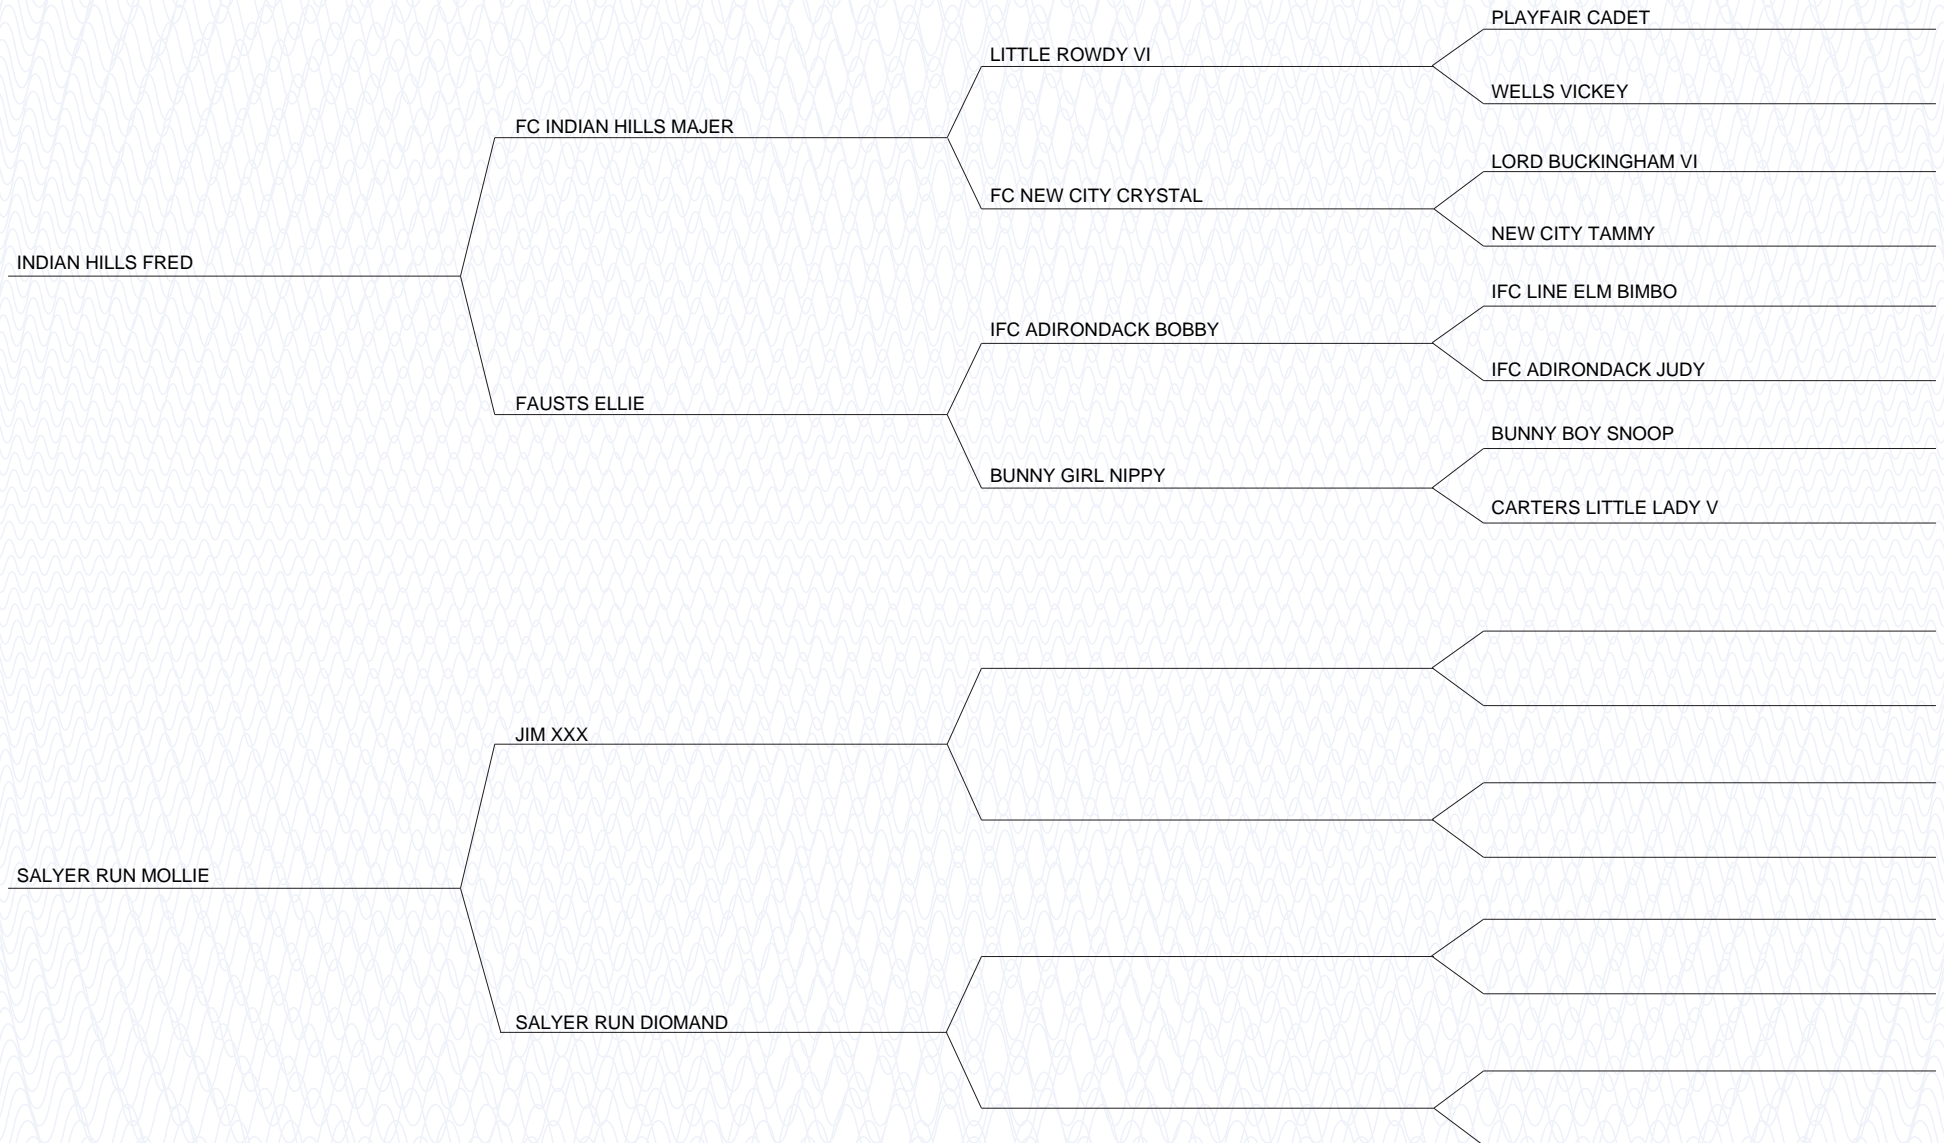 PLAYFAIR CADET
LITTLE ROWDY VI
WELLS VICKEY
FC INDIAN HILLS MAJER
LORD BUCKINGHAM VI
FC NEW CITY CRYSTAL
NEW CITY TAMMY
INDIAN HILLS FRED
IFC LINE ELM BIMBO
IFC ADIRONDACK BOBBY
IFC ADIRONDACK JUDY
FAUSTS ELLIE
BUNNY BOY SNOOP
BUNNY GIRL NIPPY
CARTERS LITTLE LADY V
JIM XXX
SALYER RUN MOLLIE
SALYER RUN DIOMAND